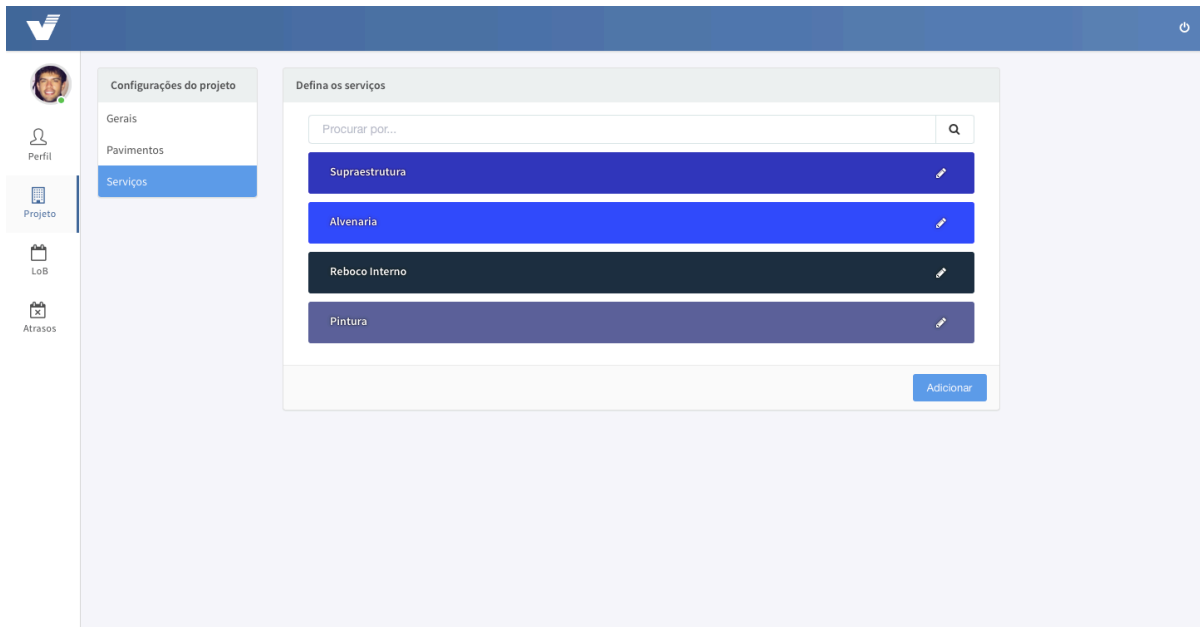 Perfil
Projeto
LoB
Atrasos
Configurações do projeto
Gerais
Pavimentos
Serviços
Defina os serviços
Procurar por...
Supraestrutura
Alvenaria
Reboco Interno
Pintura
Adicionar